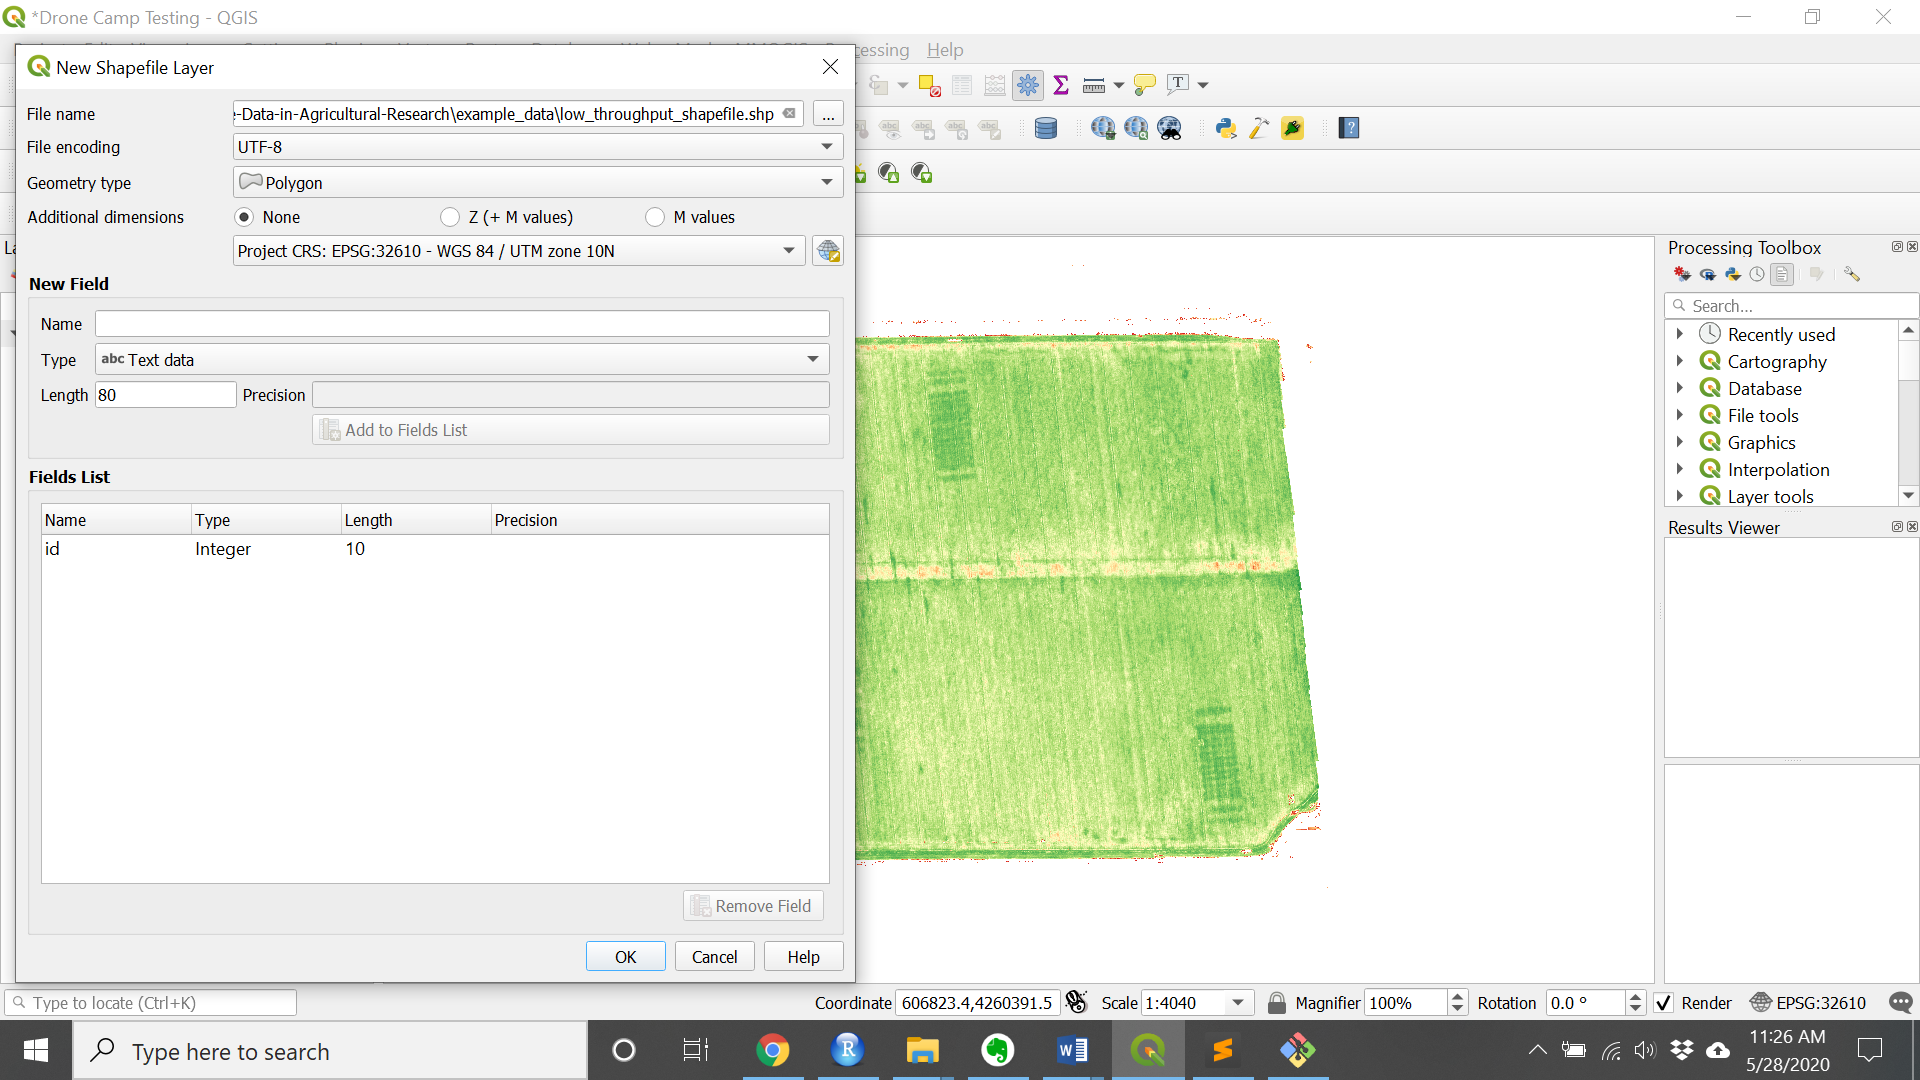 *Drone Camp Testing - QGIS
Help
New Shapefile Layer
File name
-Data-in-Agricultural-Research\example_data\low_throughput_shapefile.shp
...
File encoding
UTF-8
Geometry type
Polygon
Additional dimensions
None
Z (+ M values)
M values
Project CRS: EPSG:32610 - WGS 84 / UTM zone 10N
New Field
Name
Type
abc Text data
Length
80
Precision
Add to Fields List
Fields List
Name Type Length Precision
id Integer 10
Remove Field
OK Cancel Help
Processing Toolbox
Search...
Recently used
Cartography
Database
File tools
Graphics
Interpolation
Layer tools
Results Viewer
Type to locate (Ctrl+K)
Coordinate 606823.4,4260391.5
Scale 1:4040
Magnifier 100%
Rotation 0.0 °
Render
EPSG:32610
Type here to search
11:26 AM
5/28/2020